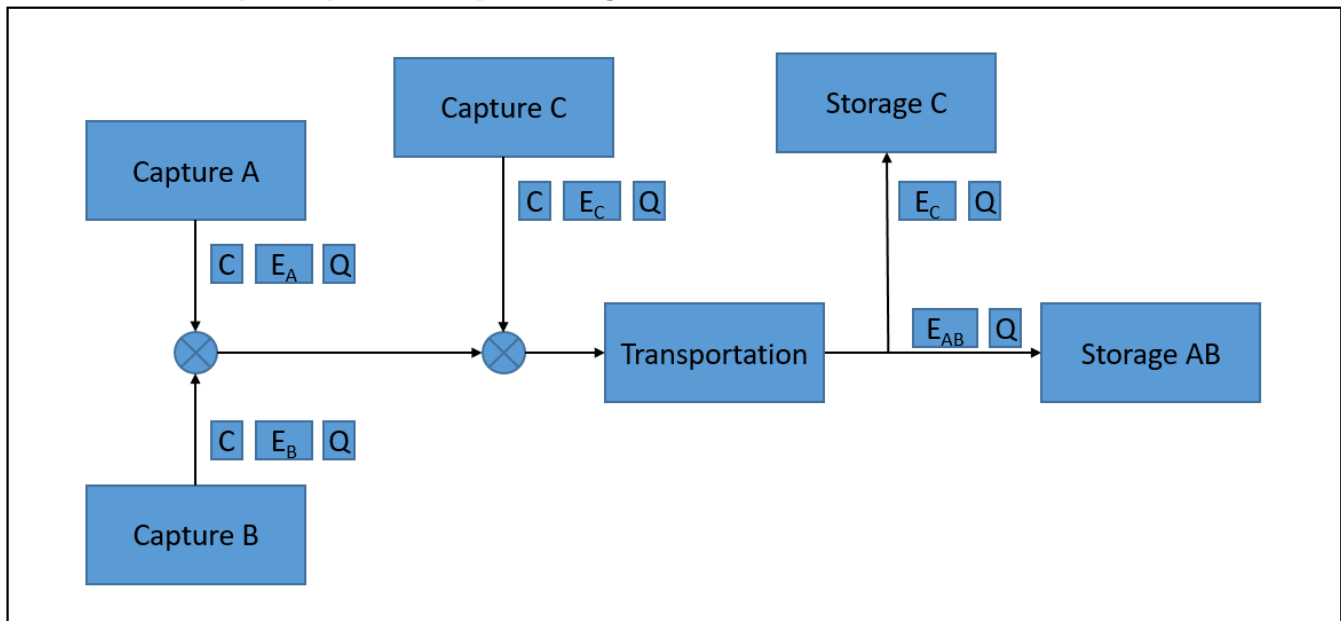 Capture A
C E_A Q
Capture B
C E_B Q
Capture C
C E_C Q
Transportation
Storage C
E_C Q
E_AB Q
Storage AB